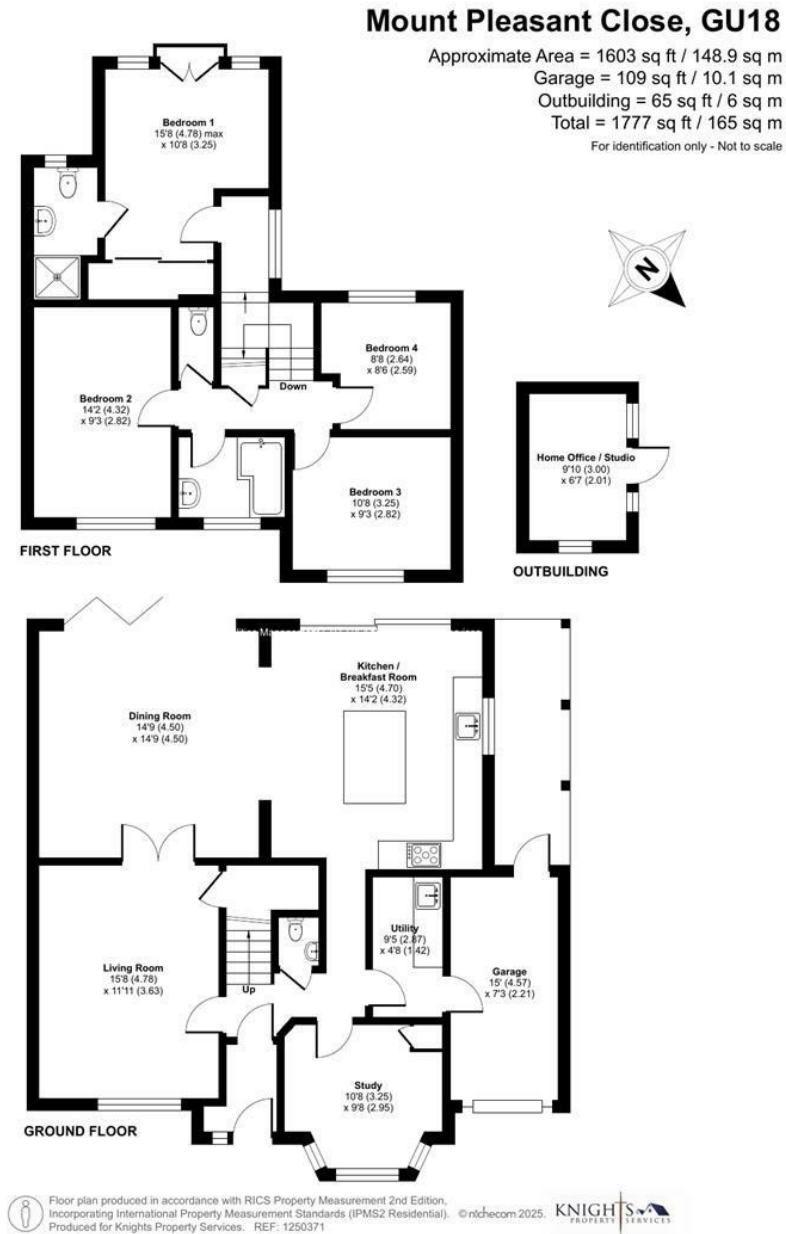 Mount Pleasant Close, GU18
Approximate Area = 1603 sq ft / 148.9 sq m
Garage = 109 sq ft / 10.1 sq m
Outbuilding = 65 sq ft / 6 sq m
Total = 1777 sq ft / 165 sq m
For identification only - Not to scale
N
Bedroom 1
15'8 (4.78) max
x 10'8 (3.25)
Bedroom 2
14'2 (4.32)
x 9'3 (2.82)
Down
Bedroom 4
8'8 (2.64)
x 8'6 (2.59)
Bedroom 3
10'8 (3.25)
x 9'3 (2.82)
FIRST FLOOR
Home Office / Studio
9'10 (3.00)
x 6'7 (2.01)
OUTBUILDING
Kitchen /
Breakfast Room
15'5 (4.70)
x 14'2 (4.32)
Dining Room
14'9 (4.50)
x 14'9 (4.50)
Living Room
15'8 (4.78)
x 11'11 (3.63)
Up
Utility
9'5 (2.87)
x 4'8 (1.42)
Garage
15' (4.57)
x 7'3 (2.21)
Study
10'8 (3.25)
x 9'8 (2.95)
GROUND FLOOR
Floor plan produced in accordance with RICS Property Measurement 2nd Edition,
Incorporating International Property Measurement Standards (IPMS2 Residential). © nichecom 2025.
Produced for Knights Property Services. REF: 1250371
KNIGHTS
PROPERTY SERVICES